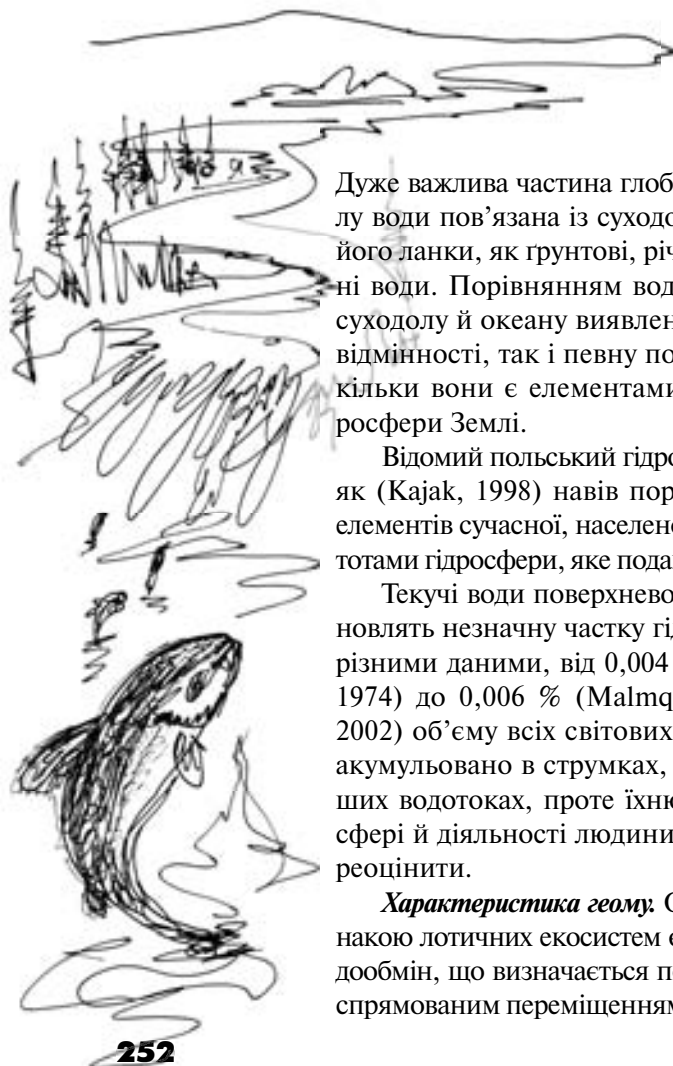 Дуже важлива частина глоб
лу води пов’язана із суходо
його ланки, як ґрунтові, річ
ні води. Порівнянням вод
суходолу й океану виявлен
відмінності, так і певну по
кільки вони є елементами
росфери Землі.
Відомий польський гідро
як (Kajak, 1998) навів пор
елементів сучасної, населено
тотами гідросфери, яке пода
Текучі води поверхнево
новлять незначну частку гі
різними даними, від 0,004
1974) до 0,006 % (Malmq
2002) об’єму всіх світових
акумульовано в струмках,
ших водотоках, проте їхню
сфері й діяльності людини
реоцінити.
Характеристика геому. О
накою лотичних екосистем є
дообмін, що визначається по
спрямованим переміщенням
252